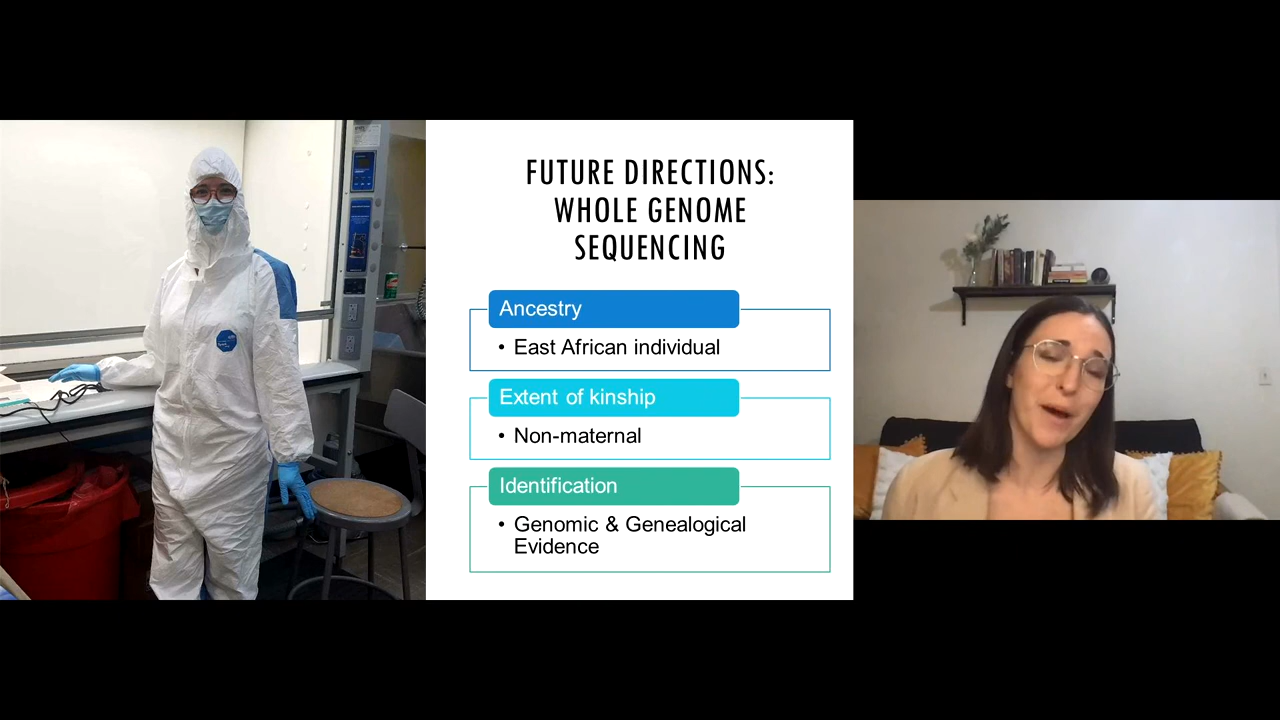 FUTURE DIRECTIONS:
WHOLE GENOME
SEQUENCING
Ancestry
• East African individual
Extent of kinship
• Non-maternal
Identification
• Genomic & Genealogical
Evidence